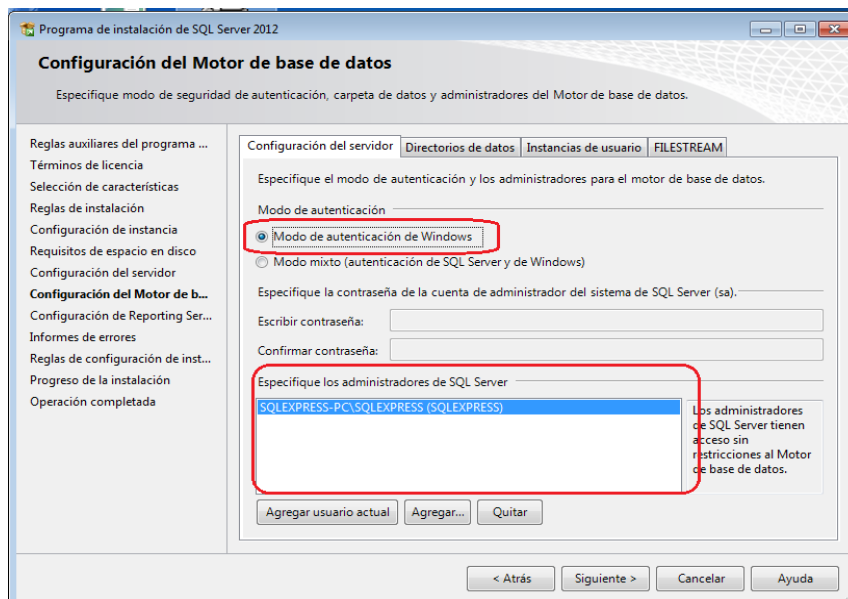 Programa de instalación de SQL Server 2012
Configuración del Motor de base de datos
Especifique modo de seguridad de autenticación, carpeta de datos y administradores del Motor de base de datos.
Reglas auxiliares del programa ...
Términos de licencia
Selección de características
Reglas de instalación
Configuración de instancia
Requisitos de espacio en disco
Configuración del servidor
Configuración del Motor de b...
Configuración de Reporting Ser...
Informes de errores
Reglas de configuración de inst...
Progreso de la instalación
Operación completada
Configuración del servidor Directorios de datos Instancias de usuario FILESTREAM
Especifique el modo de autenticación y los administradores para el motor de base de datos.
Modo de autenticación
Modo de autenticación de Windows
Modo mixto (autenticación de SQL Server y de Windows)
Especifique la contraseña de la cuenta de administrador del sistema de SQL Server (sa).
Escribir contraseña:
Confirmar contraseña:
Especifique los administradores de SQL Server
SQLEXPRESS-PC\SQLEXPRESS (SQLEXPRESS)
Los administradores
de SQL Server tienen
acceso sin
restricciones al Motor
de base de datos.
Agregar usuario actual Agregar... Quitar
< Atrás Siguiente > Cancelar Ayuda